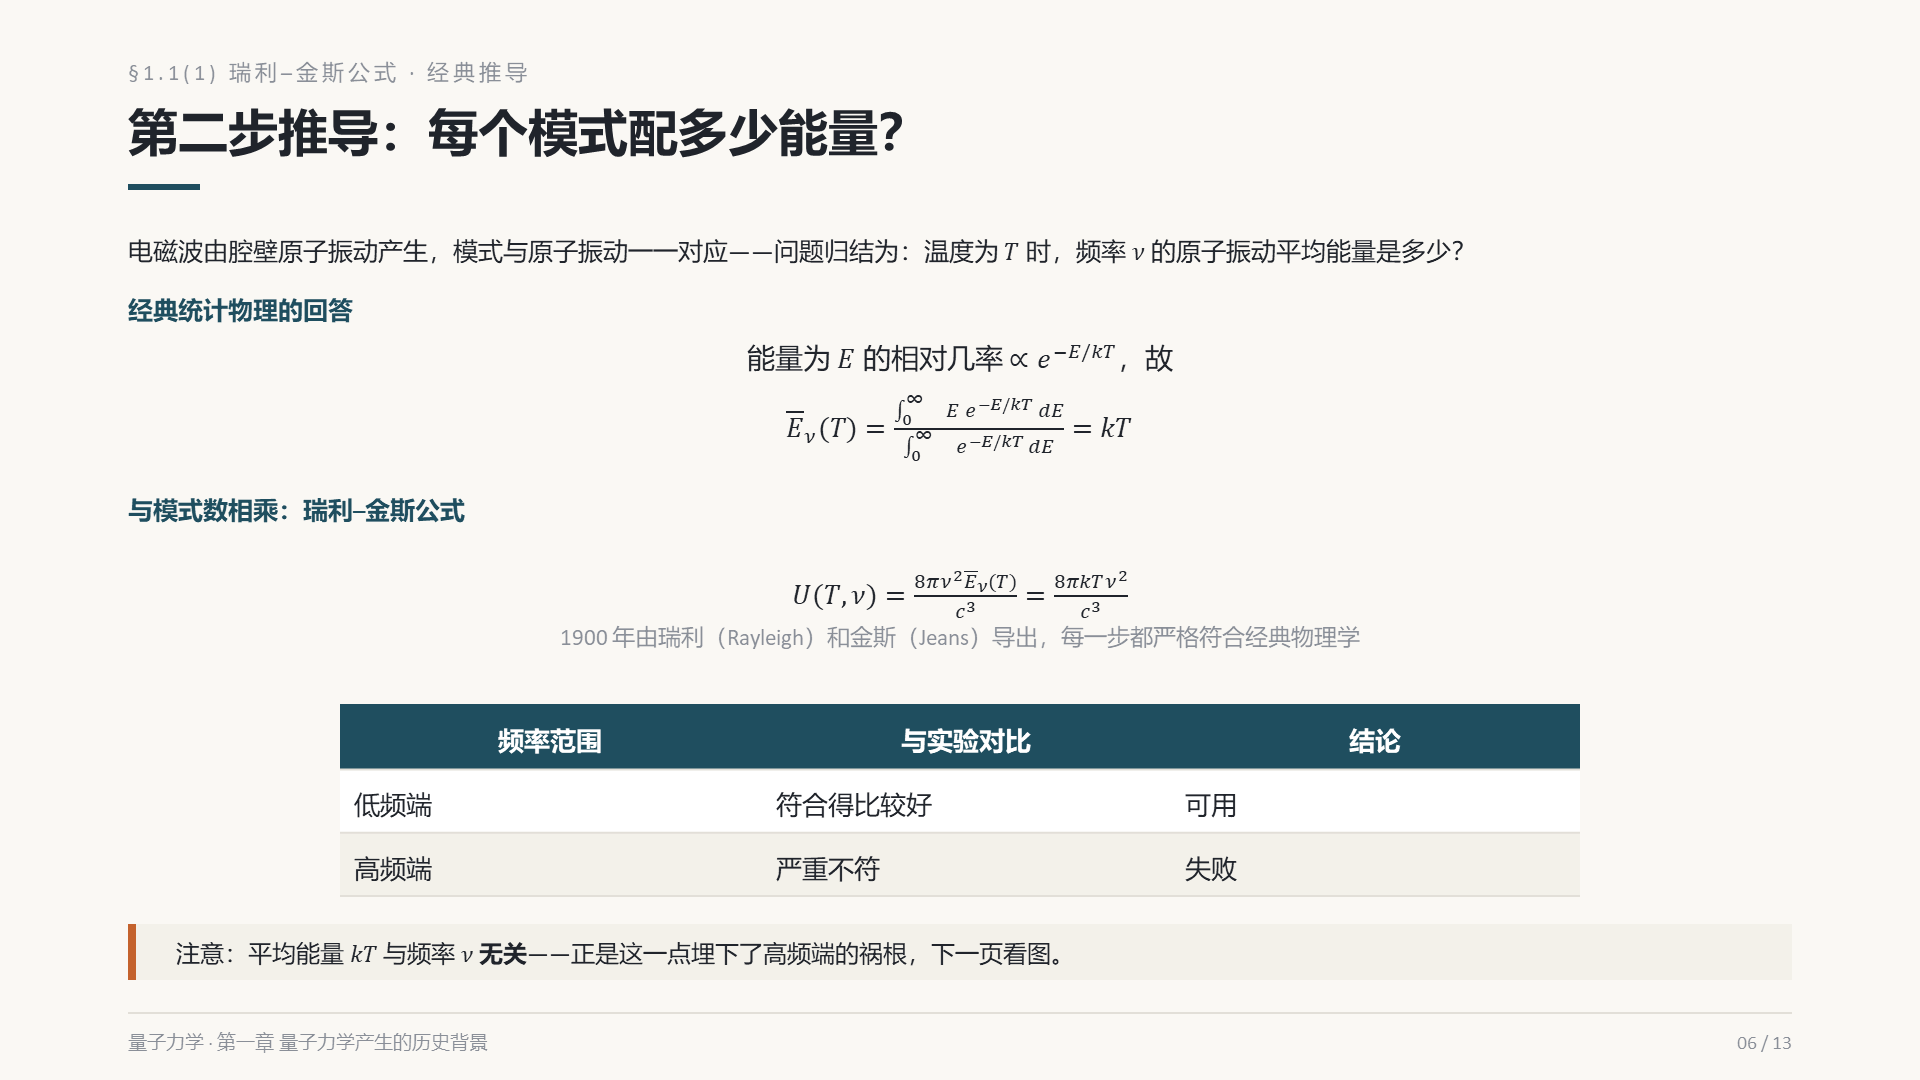 §1.1(1) 瑞利–金斯公式 · 经典推导
第二步推导：每个模式配多少能量？
电磁波由腔壁原子振动产生，模式与原子振动一一对应——问题归结为：温度为 T 时，频率 ν 的原子振动平均能量是多少？
经典统计物理的回答
能量为 E 的相对几率 ∝ e^{−E/kT}，故
E̅_ν(T) = \frac{∫_0^∞ E e^{−E/kT} dE}{∫_0^∞ e^{−E/kT} dE} = kT
与模式数相乘：瑞利–金斯公式
U(T, ν) = \frac{8πν^2 E̅_ν(T)}{c^3} = \frac{8πkTν^2}{c^3}
1900 年由瑞利（Rayleigh）和金斯（Jeans）导出，每一步都严格符合经典物理学
频率范围 与实验对比 结论
低频端 符合得比较好 可用
高频端 严重不符 失败
注意：平均能量 kT 与频率 ν 无关——正是这一点埋下了高频端的祸根，下一页看图。
量子力学 · 第一章 量子力学产生的历史背景
06 / 13